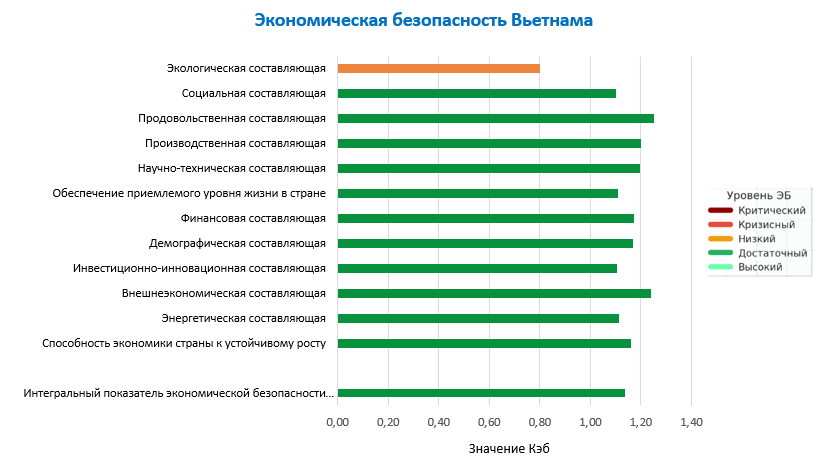 Экономическая безопасность Вьетнама
Экологическая составляющая
Социальная составляющая
Продовольственная составляющая
Производственная составляющая
Научно-техническая составляющая
Обеспечение приемлемого уровня жизни в стране
Финансовая составляющая
Демографическая составляющая
Инвестиционно-инновационная составляющая
Внешнеэкономическая составляющая
Энергетическая составляющая
Способность экономики страны к устойчивому росту
Интегральный показатель экономической безопасности...
0,00 0,20 0,40 0,60 0,80 1,00 1,20 1,40
Значение Кэб
Уровень ЭБ
Критический
Кризисный
Низкий
Достаточный
Высокий